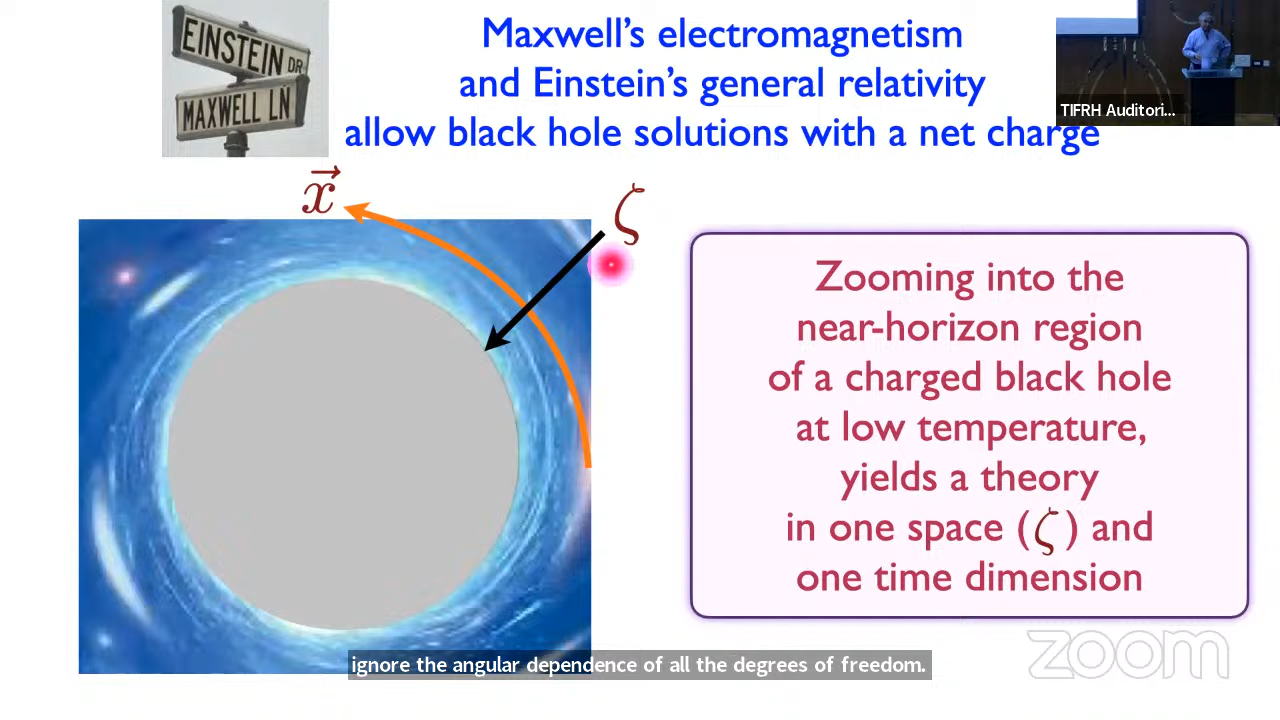 EINSTEIN DR
MAXWELL LN
Maxwell's electromagnetism
and Einstein's general relativity
allow black hole solutions with a net charge
TIFRH Auditori...
x⃗
ζ
Zooming into the
near-horizon region
of a charged black hole
at low temperature,
yields a theory
in one space (ζ) and
one time dimension
ignore the angular dependence of all the degrees of freedom.
zoom